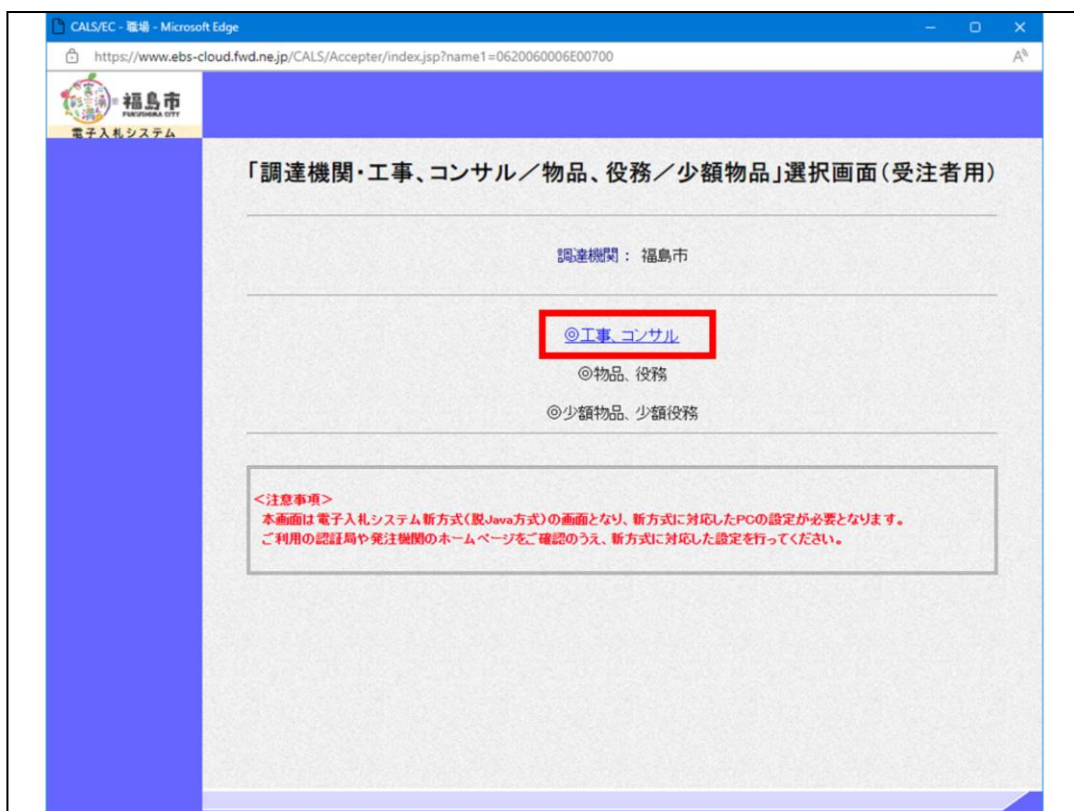 CALS/EC - 職場 - Microsoft Edge
https://www.ebs-cloud.fwd.ne.jp/CALS/Accepter/index.jsp?name1=0620060006E00700
福島市
FUKUSHIMA CITY
電子入札システム
「調達機関・工事、コンサル／物品、役務／少額物品」選択画面（受注者用）
調達機関： 福島市
◎工事、コンサル
◎物品、役務
◎少額物品、少額役務
＜注意事項＞
本画面は電子入札システム新方式（脱Java方式）の画面となり、新方式に対応したPCの設定が必要となります。
ご利用の認証局や発注機関のホームページをご確認のうえ、新方式に対応した設定を行ってください。